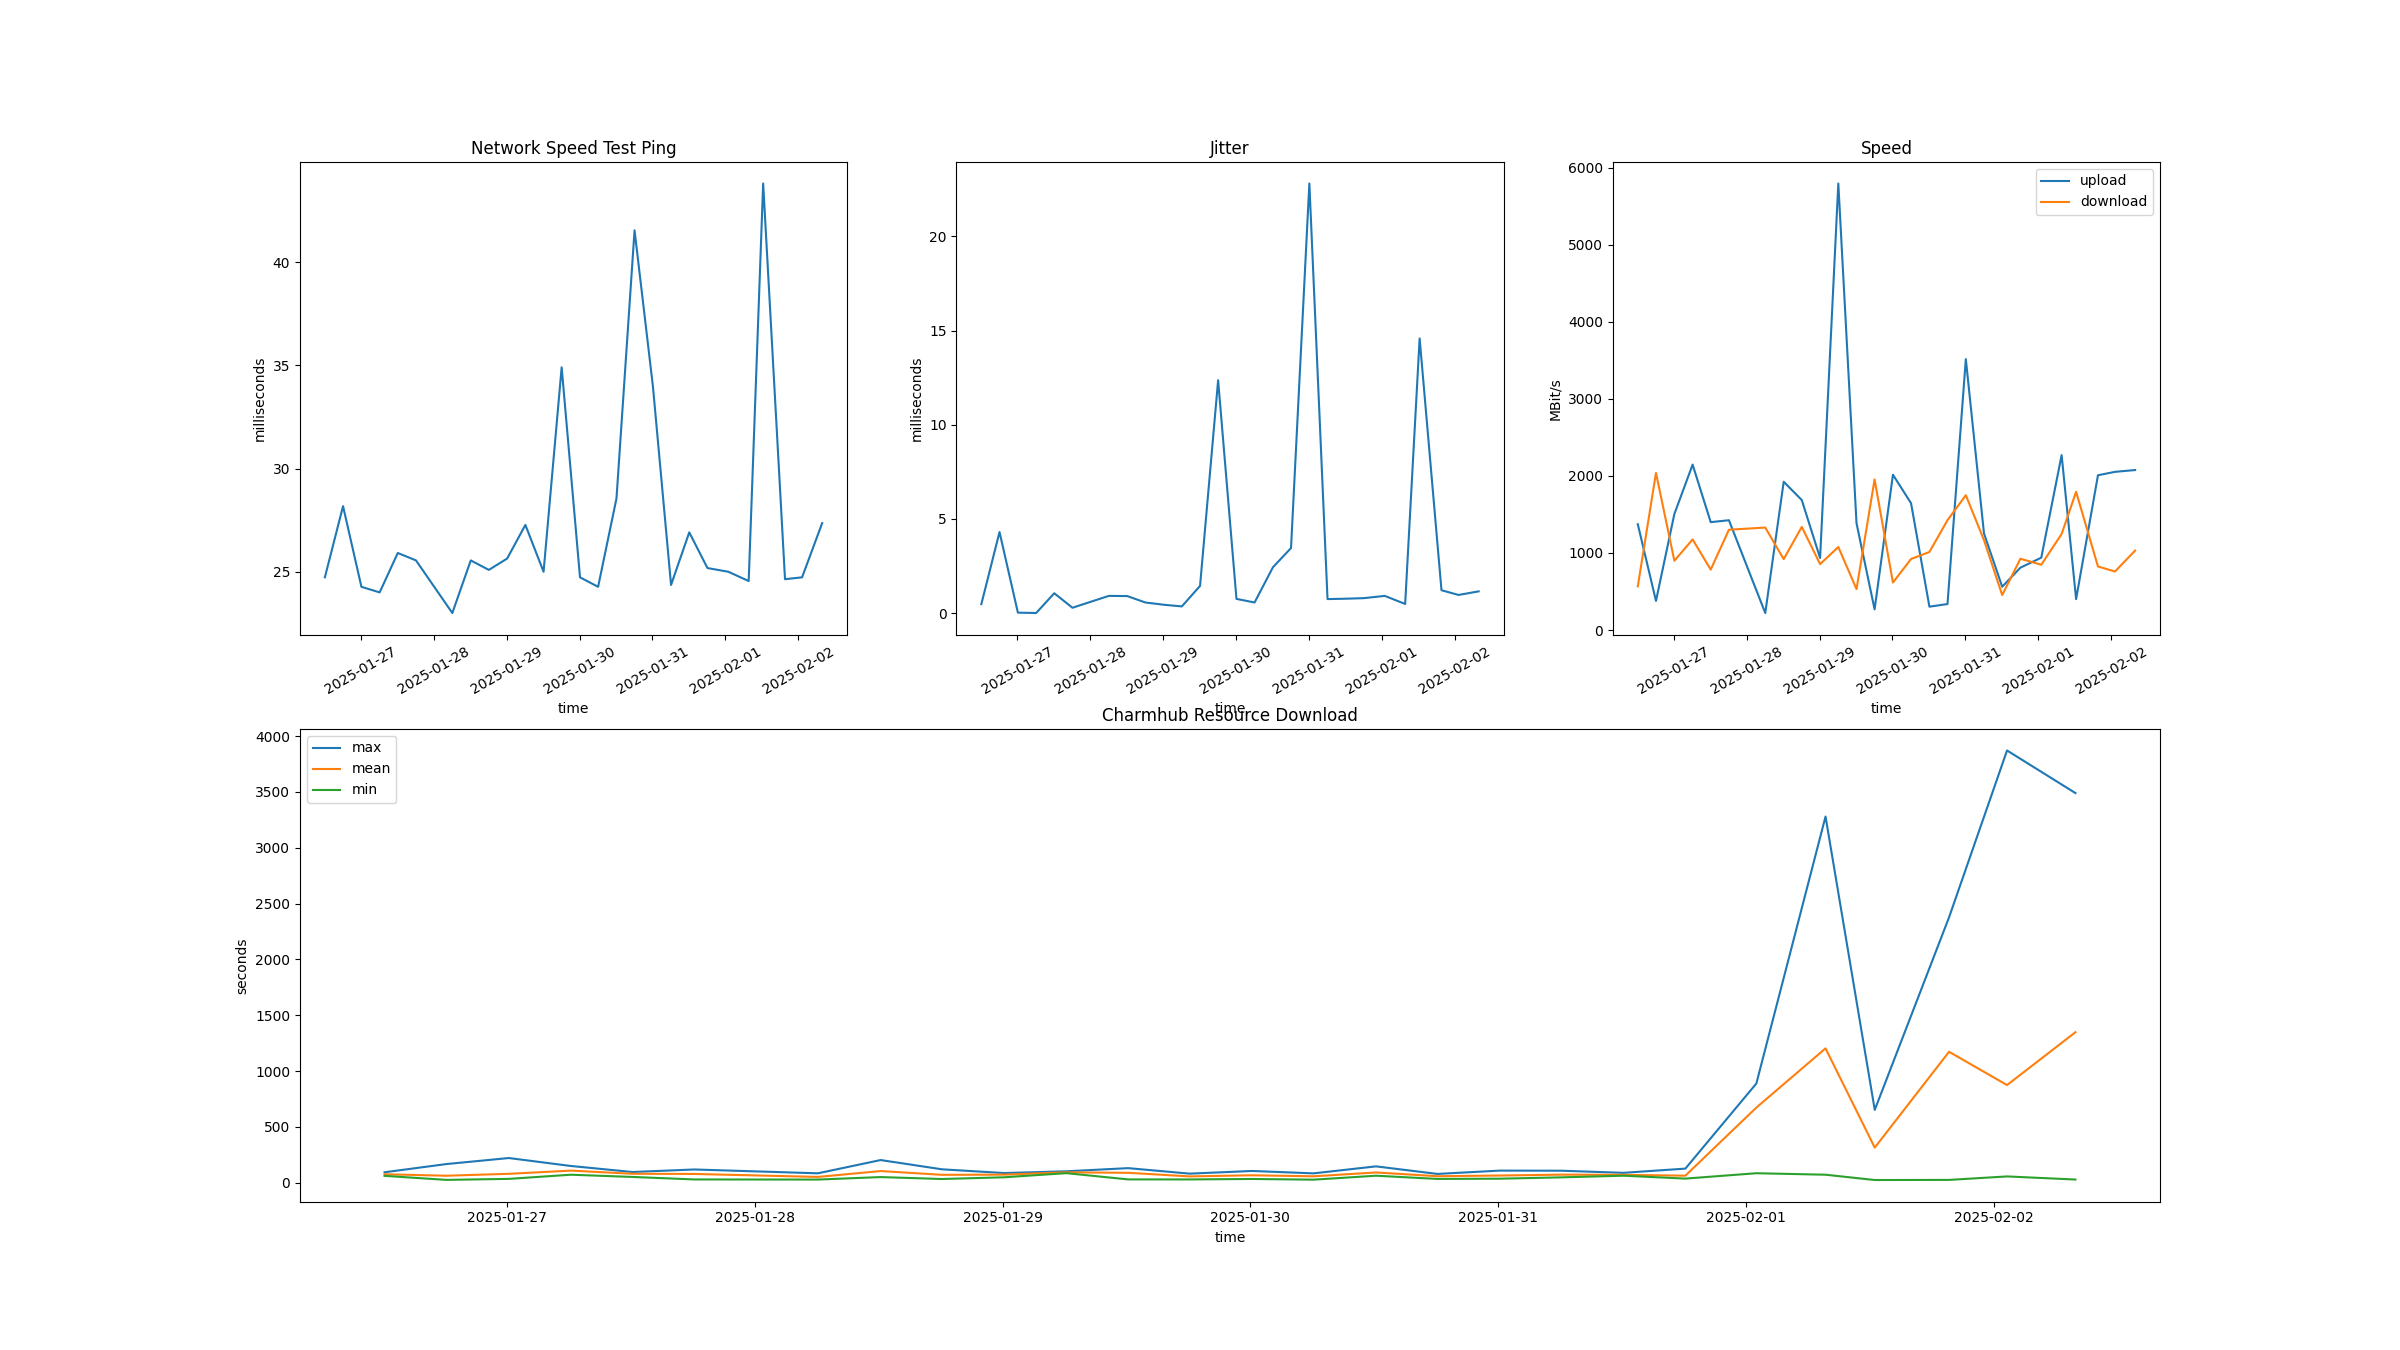 Network Speed Test Ping
milliseconds
40
35
30
25
2025-01-27 2025-01-28 2025-01-29 2025-01-30 2025-01-31 2025-02-01 2025-02-02
time
Jitter
milliseconds
20
15
10
5
0
2025-01-27 2025-01-28 2025-01-29 2025-01-30 2025-01-31 2025-02-01 2025-02-02
time
Speed
MBit/s
6000
5000
4000
3000
2000
1000
0
upload
download
2025-01-27 2025-01-28 2025-01-29 2025-01-30 2025-01-31 2025-02-01 2025-02-02
time
Charmhub Resource Download
seconds
4000
3500
3000
2500
2000
1500
1000
500
0
max
mean
min
2025-01-27 2025-01-28 2025-01-29 2025-01-30 2025-01-31 2025-02-01 2025-02-02
time